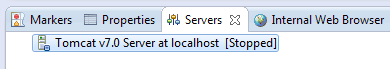 Markers Properties Servers Internal Web Browser
Tomcat v7.0 Server at localhost [Stopped]